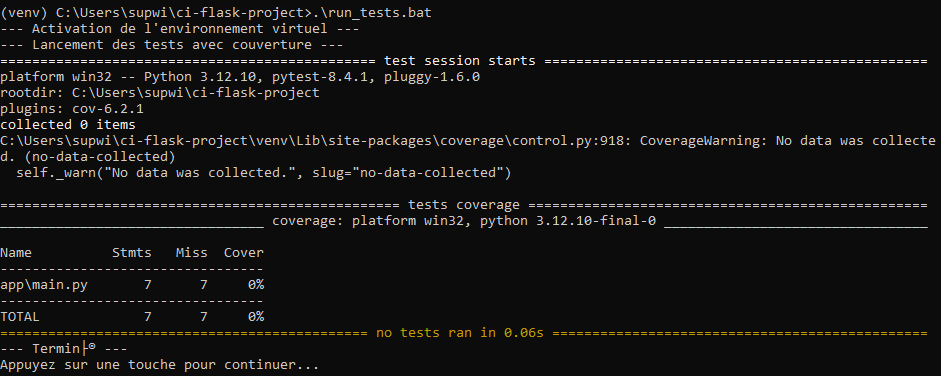 (venv) C:\Users\supwi\ci-flask-project>.\run_tests.bat
--- Activation de l'environnement virtuel ---
--- Lancement des tests avec couverture ---
=============================================== test session starts ================================================
platform win32 -- Python 3.12.10, pytest-8.4.1, pluggy-1.6.0
rootdir: C:\Users\supwi\ci-flask-project
plugins: cov-6.2.1
collected 0 items
C:\Users\supwi\ci-flask-project\venv\Lib\site-packages\coverage\control.py:918: CoverageWarning: No data was collecte
d. (no-data-collected)
  self._warn("No data was collected.", slug="no-data-collected")
================================================== tests coverage ==================================================
_________________________________ coverage: platform win32, python 3.12.10-final-0 _________________________________
Name          Stmts   Miss  Cover
---------------------------------
app\main.py       7      7     0%
---------------------------------
TOTAL             7      7     0%
============================================== no tests ran in 0.06s ===============================================
--- Termin├® ---
Appuyez sur une touche pour continuer...